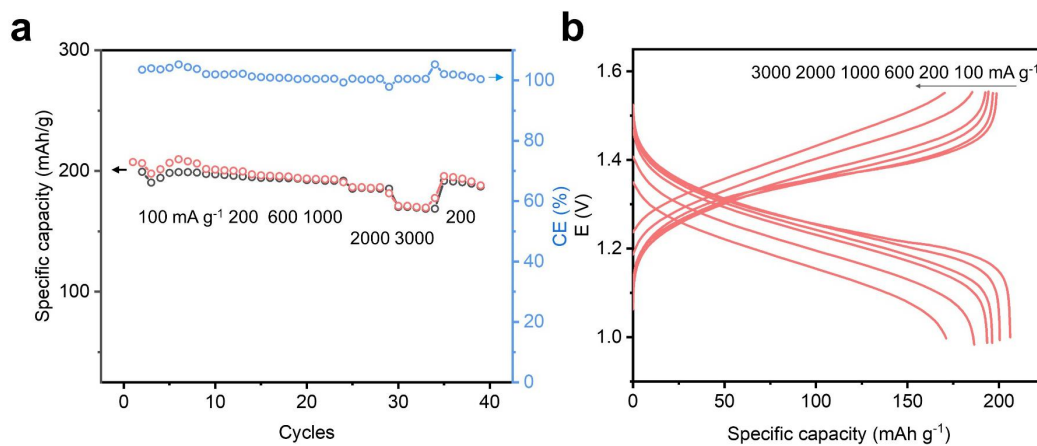 a
300
200
100
Specific capacity (mAh/g)
100 mA g⁻¹ 200 600 1000
2000 3000
200
0 10 20 30 40
Cycles
100
80
60
40
20
0
CE (%)
b
1.6
1.4
1.2
1.0
E (V)
3000 2000 1000 600 200 100 mA g⁻¹
0 50 100 150 200
Specific capacity (mAh g⁻¹)